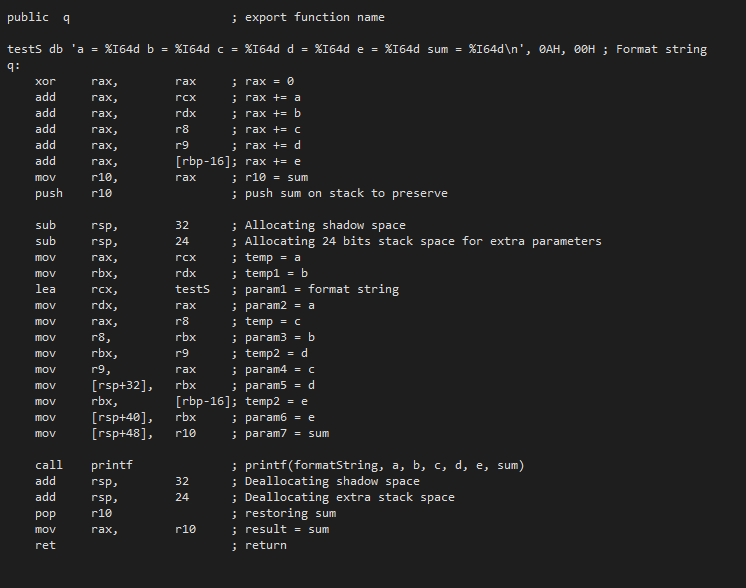 public  q                       ; export function name
testS db 'a = %I64d b = %I64d c = %I64d d = %I64d e = %I64d sum = %I64d\n', 0AH, 00H ; Format string
q:
    xor     rax,        rax     ; rax = 0
    add     rax,        rcx     ; rax += a
    add     rax,        rdx     ; rax += b
    add     rax,        r8      ; rax += c
    add     rax,        r9      ; rax += d
    add     rax,        [rbp-16]; rax += e
    mov     r10,        rax     ; r10 = sum
    push    r10                 ; push sum on stack to preserve
    sub     rsp,        32      ; Allocating shadow space
    sub     rsp,        24      ; Allocating 24 bits stack space for extra parameters
    mov     rax,        rcx     ; temp = a
    mov     rbx,        rdx     ; temp1 = b
    lea     rcx,        testS   ; param1 = format string
    mov     rdx,        rax     ; param2 = a
    mov     rax,        r8      ; temp = c
    mov     r8,         rbx     ; param3 = b
    mov     rbx,        r9      ; temp2 = d
    mov     r9,         rax     ; param4 = c
    mov     [rsp+32],   rbx     ; param5 = d
    mov     rbx,        [rbp-16]; temp2 = e
    mov     [rsp+40],   rbx     ; param6 = e
    mov     [rsp+48],   r10     ; param7 = sum
    call    printf              ; printf(formatString, a, b, c, d, e, sum)
    add     rsp,        32      ; Deallocating shadow space
    add     rsp,        24      ; Deallocating extra stack space
    pop     r10                 ; restoring sum
    mov     rax,        r10     ; result = sum
    ret                         ; return